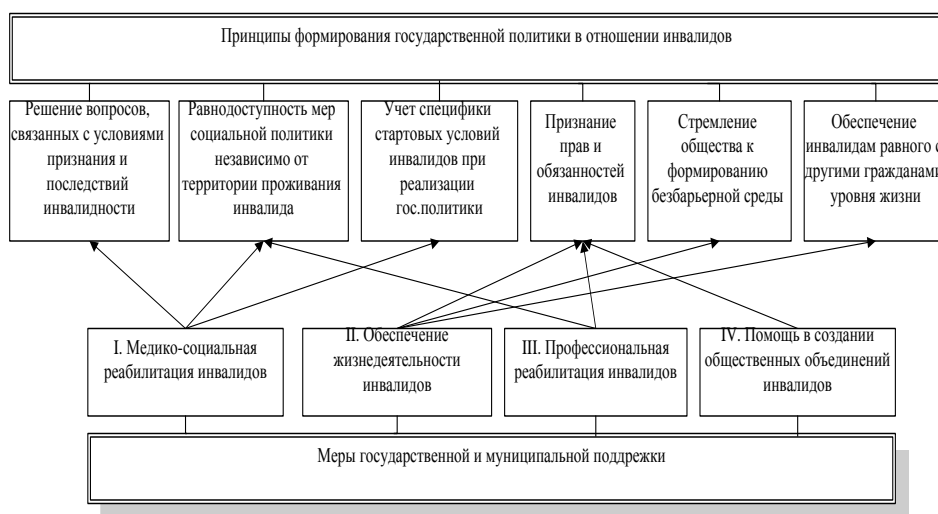 Принципы формирования государственной политики в отношении инвалидов
Решение вопросов,
связанных с условиями
признания и
последствий
инвалидности
Равнодоступность мер
социальной политики
независимо от
территории проживания
инвалида
Учет специфики
стартовых условий
инвалидов при
реализации
гос.политики
Признание
прав и
обязанностей
инвалидов
Стремление
общества к
формированию
безбарьерной среды
Обеспечение
инвалидам равного с
другими гражданами
уровня жизни
I. Медико-социальная
реабилитация инвалидов
II. Обеспечение
жизнедеятельности
инвалидов
III. Профессиональная
реабилитация инвалидов
IV. Помощь в создании
общественных объединений
инвалидов
Меры государственной и муниципальной поддрежки